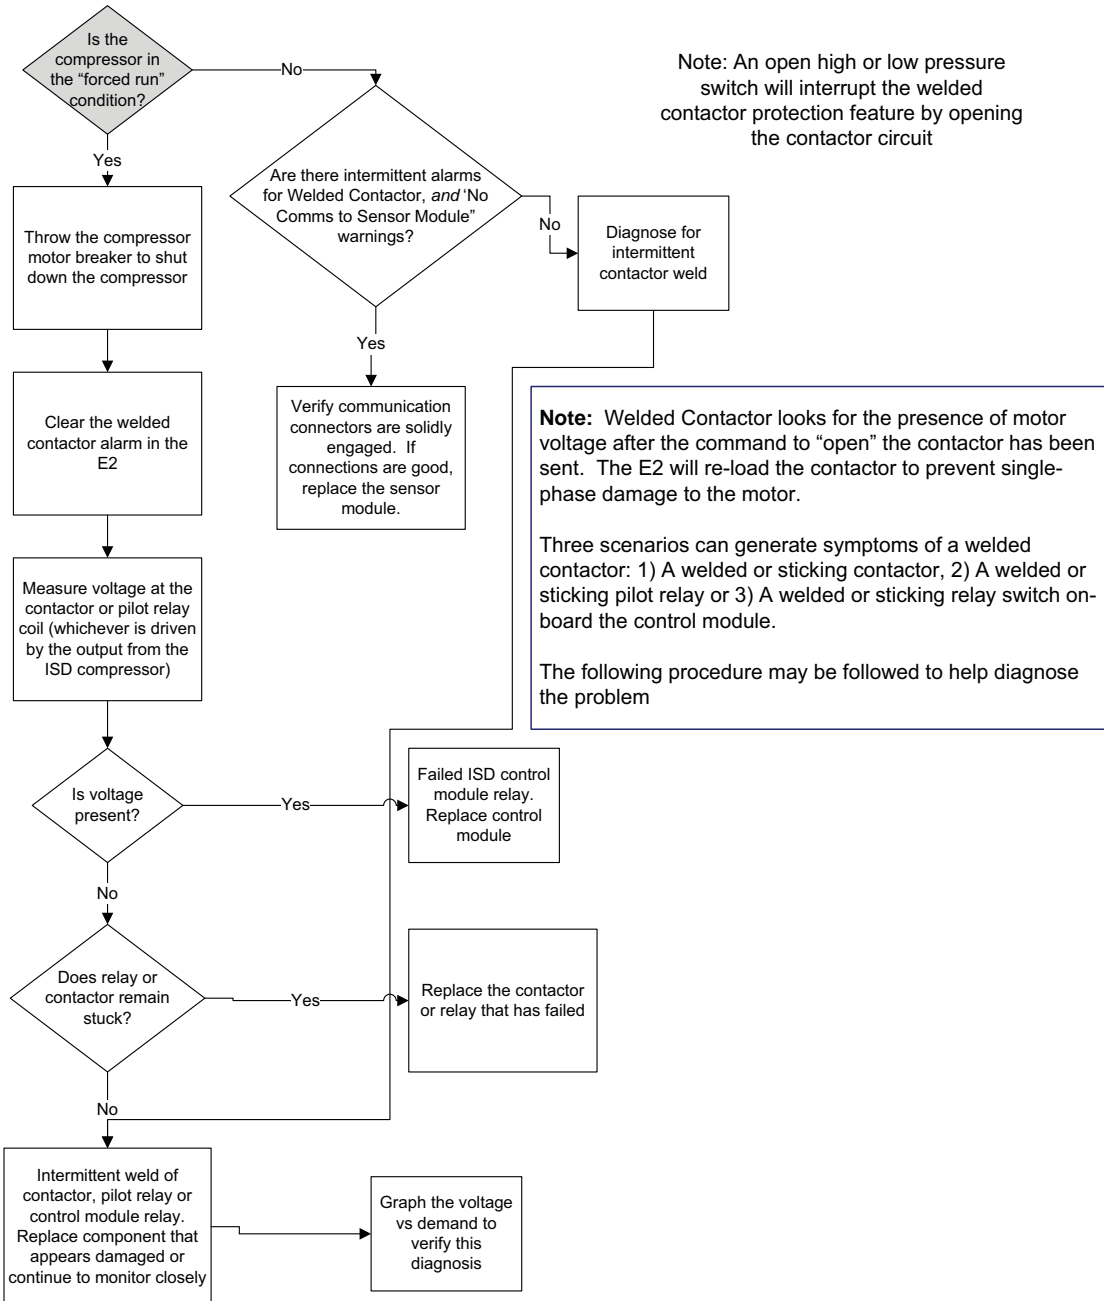 Is the
compressor in
the “forced run”
condition?
No
Note: An open high or low pressure
switch will interrupt the welded
contactor protection feature by opening
the contactor circuit
Yes
Are there intermittent alarms
for Welded Contactor, and ‘No
Comms to Sensor Module”
warnings?
No
Diagnose for
intermittent
contactor weld
Throw the compressor
motor breaker to shut
down the compressor
Yes
Clear the welded
contactor alarm in the
E2
Verify communication
connectors are solidly
engaged. If
connections are good,
replace the sensor
module.
Note: Welded Contactor looks for the presence of motor
voltage after the command to “open” the contactor has been
sent. The E2 will re-load the contactor to prevent single-
phase damage to the motor.
Three scenarios can generate symptoms of a welded
contactor: 1) A welded or sticking contactor, 2) A welded or
sticking pilot relay or 3) A welded or sticking relay switch on-
board the control module.
The following procedure may be followed to help diagnose
the problem
Measure voltage at the
contactor or pilot relay
coil (whichever is driven
by the output from the
ISD compressor)
Is voltage
present?
Yes
Failed ISD control
module relay.
Replace control
module
No
Does relay or
contactor remain
stuck?
Yes
Replace the contactor
or relay that has failed
No
Intermittent weld of
contactor, pilot relay or
control module relay.
Replace component that
appears damaged or
continue to monitor closely
Graph the voltage
vs demand to
verify this
diagnosis